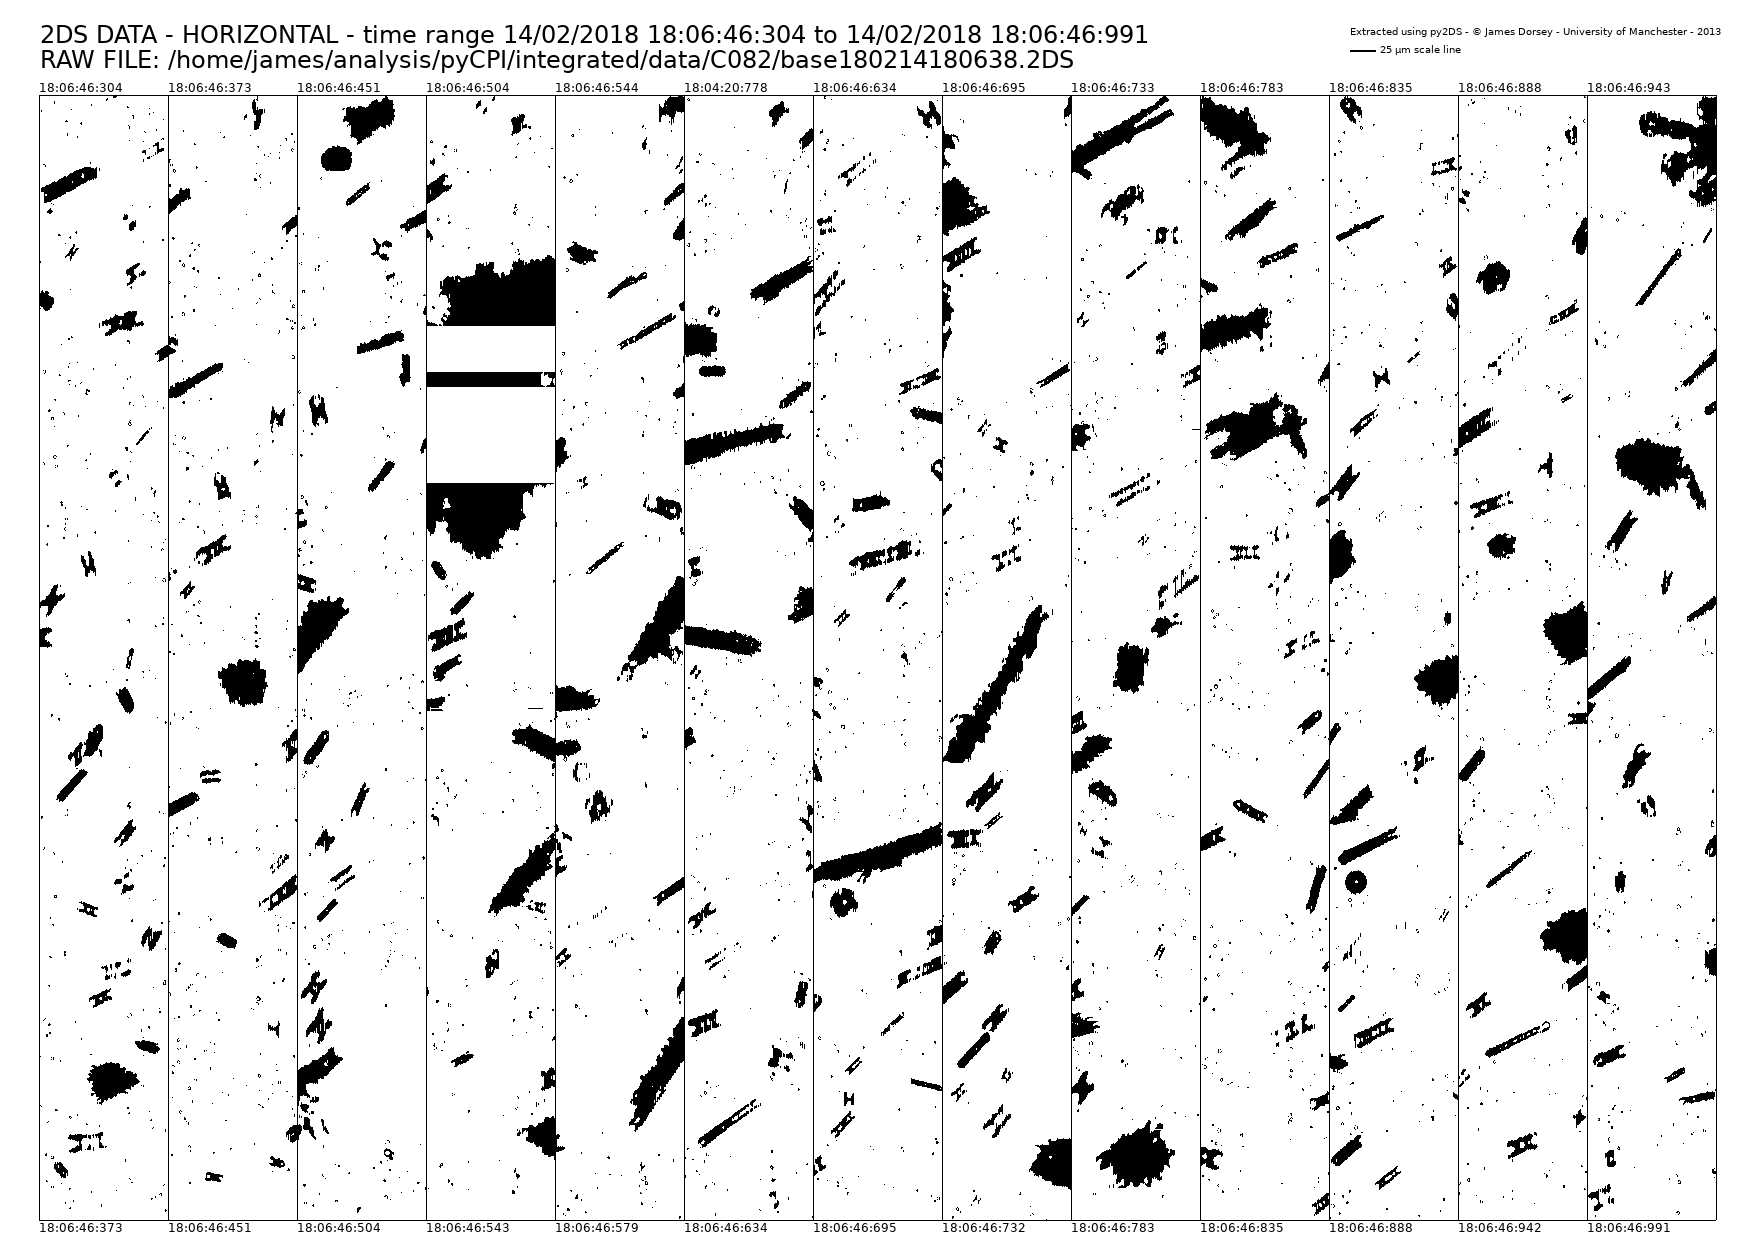 2DS DATA - HORIZONTAL - time range 14/02/2018 18:06:46:304 to 14/02/2018 18:06:46:991
RAW FILE: /home/james/analysis/pyCPI/integrated/data/C082/base180214180638.2DS
Extracted using py2DS - © James Dorsey - University of Manchester - 2013
25 µm scale line
18:06:46:304 18:06:46:373 18:06:46:451 18:06:46:504 18:06:46:544 18:04:20:778 18:06:46:634 18:06:46:695 18:06:46:733 18:06:46:783 18:06:46:835 18:06:46:888 18:06:46:943
18:06:46:373 18:06:46:451 18:06:46:504 18:06:46:543 18:06:46:579 18:06:46:634 18:06:46:695 18:06:46:732 18:06:46:783 18:06:46:835 18:06:46:888 18:06:46:942 18:06:46:991